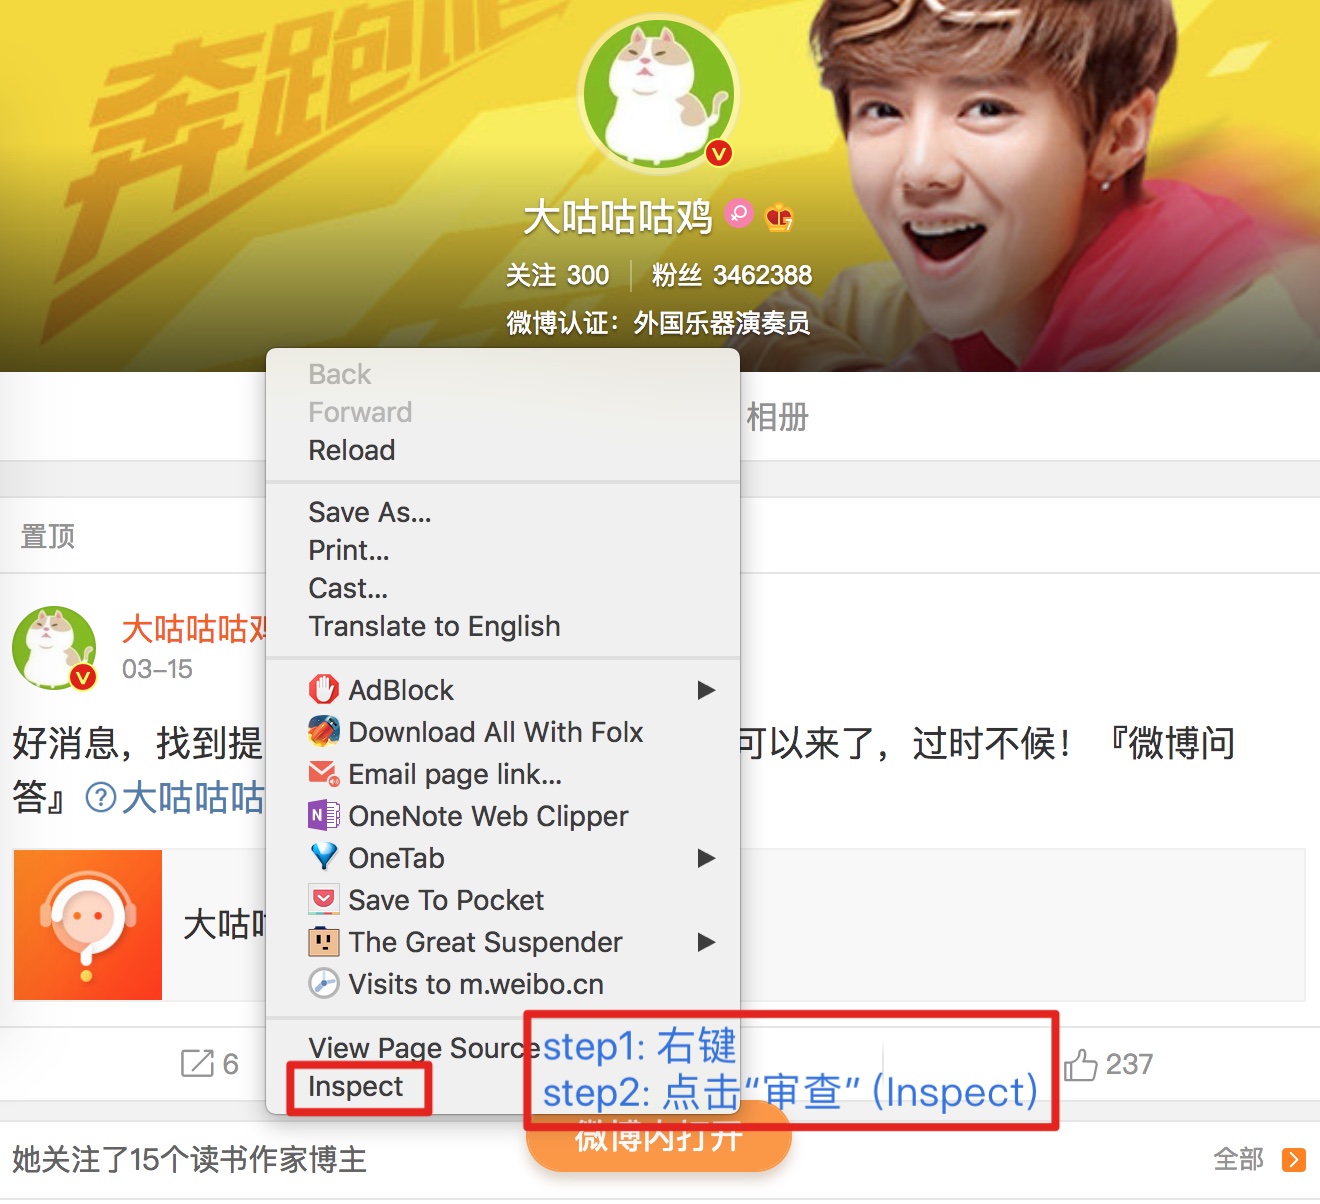 奔跑
大咕咕咕鸡
7
关注 300 粉丝 3462388
微博认证：外国乐器演奏员
Back
Forward
Reload
相册
Save As...
置顶
Print...
Cast...
Translate to English
大咕咕咕鸡
03-15
AdBlock
Download All With Folx
好消息，找到提
可以来了，过时不候！『微博问
Email page link...
答』大咕咕咕
OneNote Web Clipper
OneTab
Save To Pocket
大咕
The Great Suspender
Visits to m.weibo.cn
View Page Source
step1: 右键
6
237
Inspect
step2: 点击“审查” (Inspect)
微博内打开
她关注了15个读书作家博主
全部